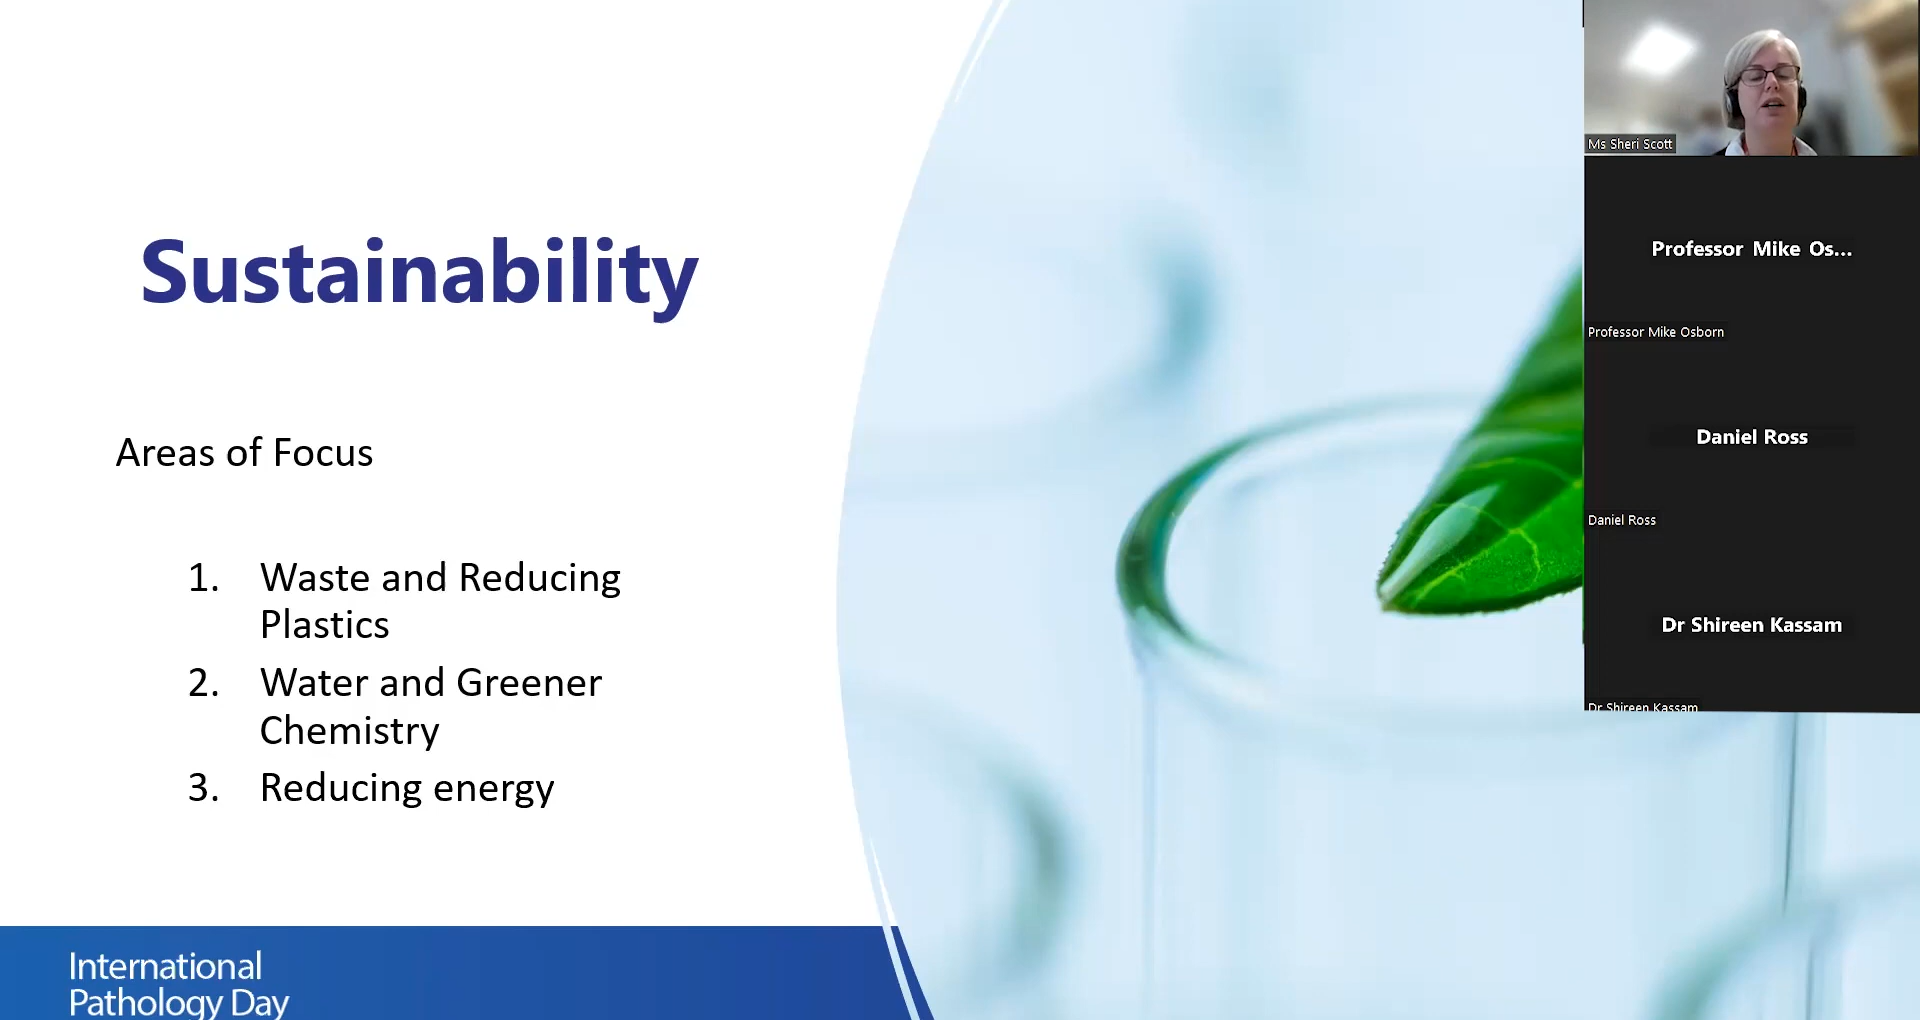 Sustainability
Areas of Focus
1. Waste and Reducing
Plastics
2. Water and Greener
Chemistry
3. Reducing energy
International
Pathology Day
Ms Sheri Scott
Professor Mike Os...
Professor Mike Osborn
Daniel Ross
Daniel Ross
Dr Shireen Kassam
Dr Shireen Kassam